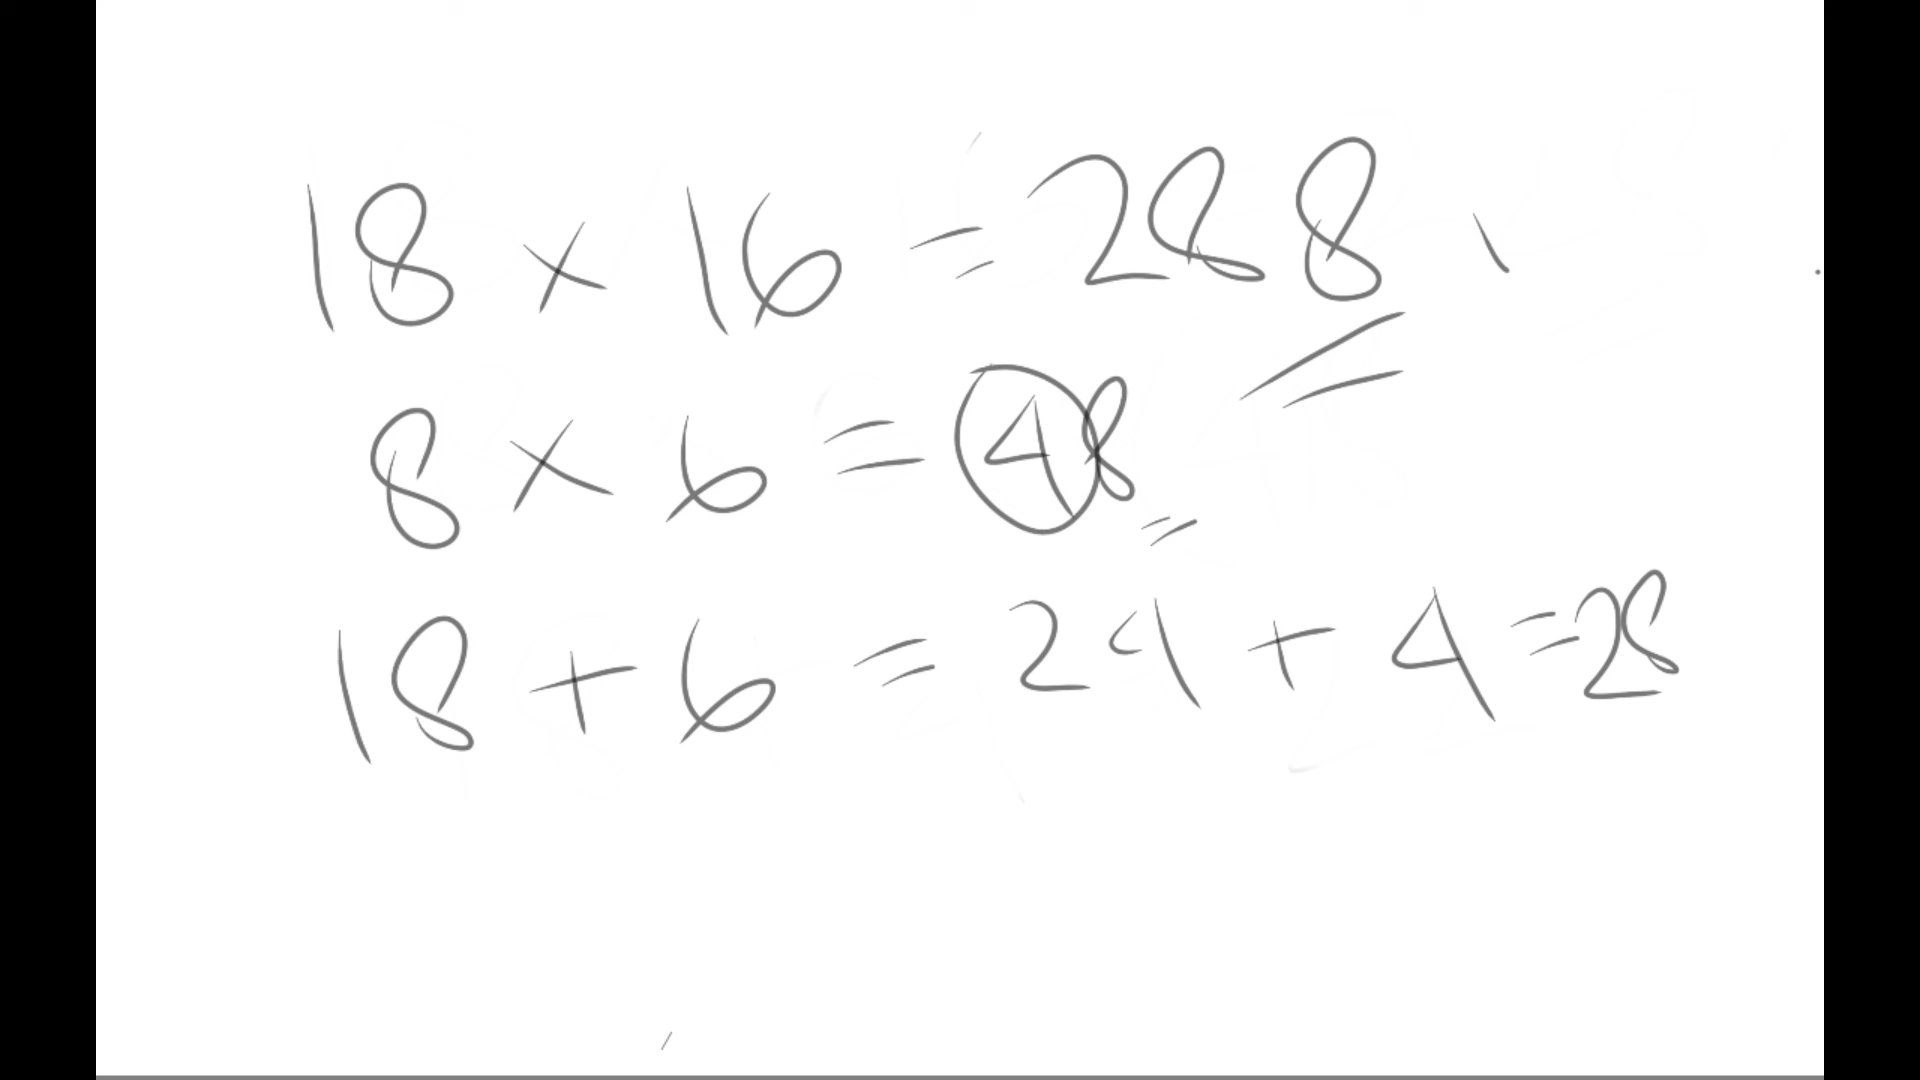 18 × 16 = 288
8 × 6 = 48
18 + 6 = 24 + 4 = 28